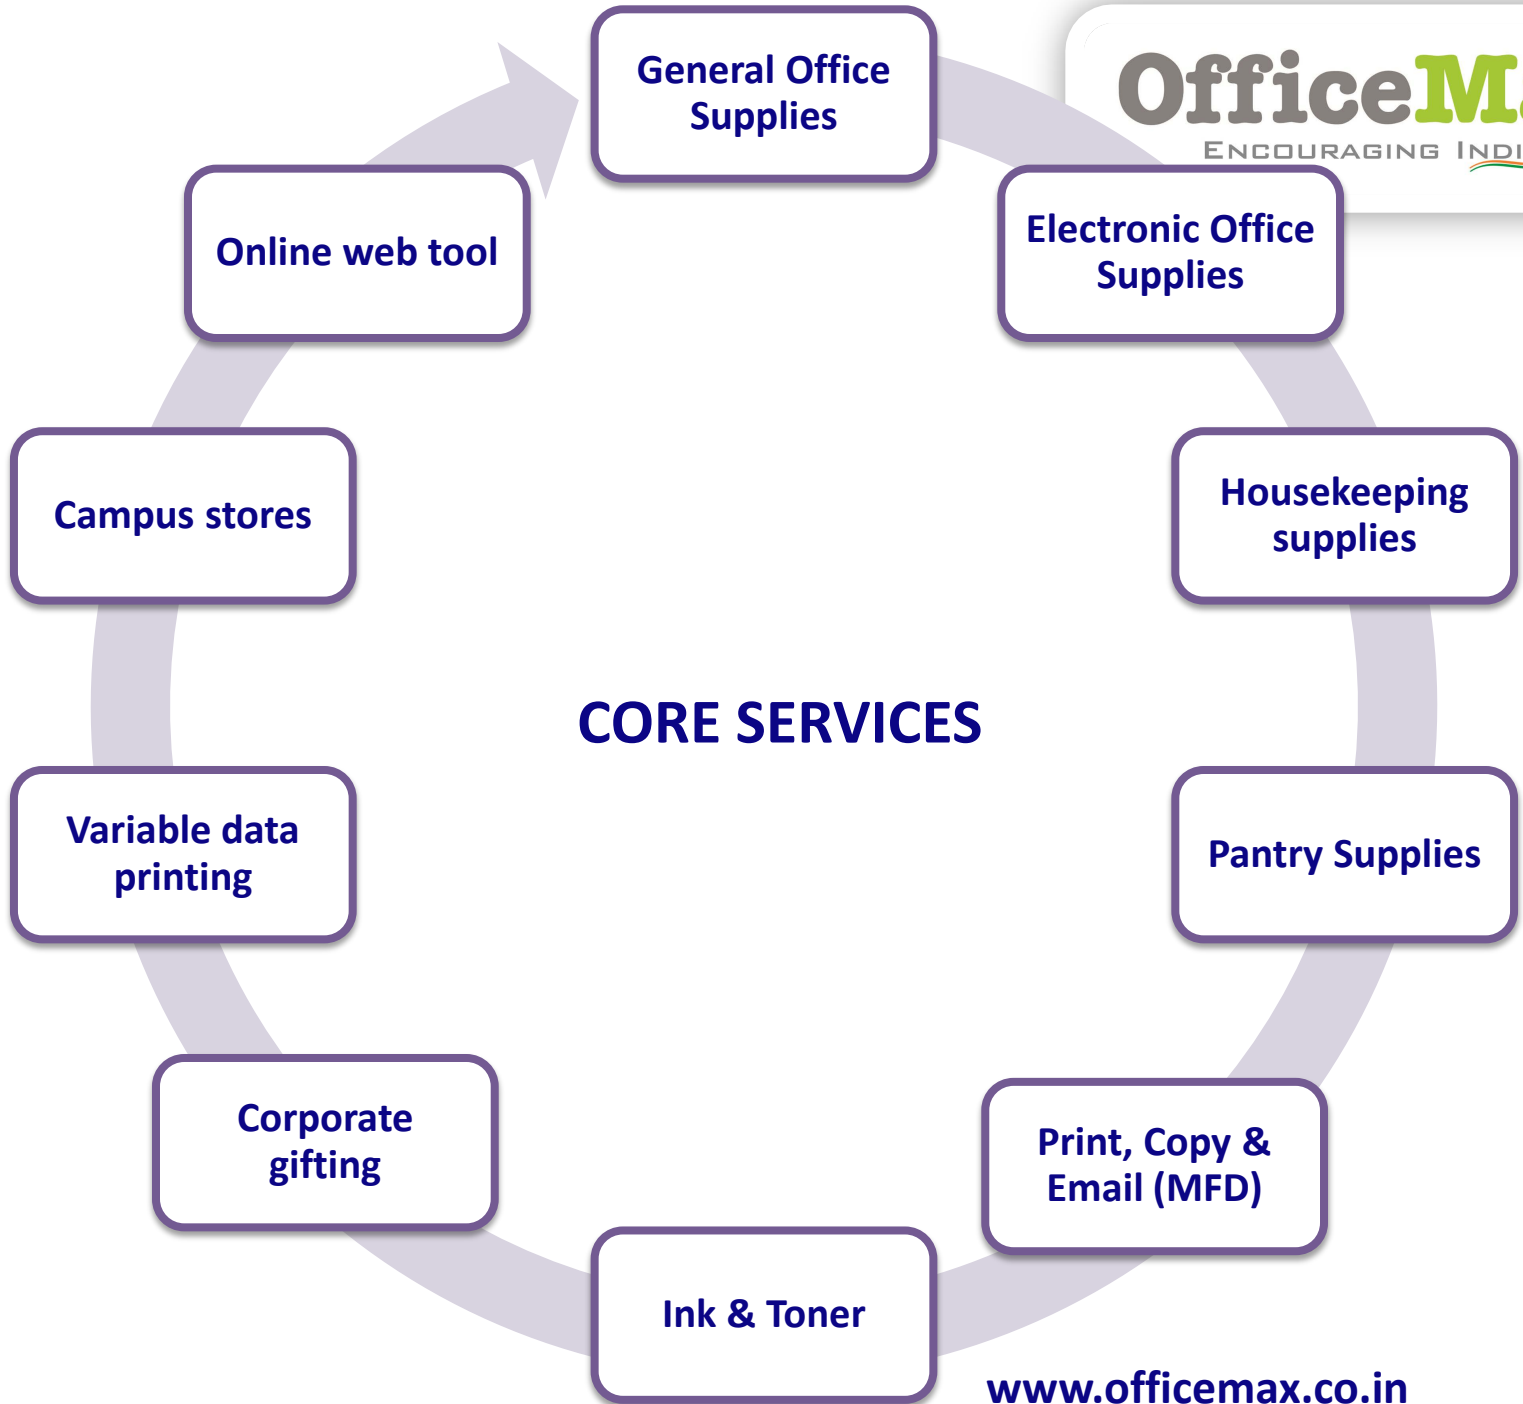 General Office
Supplies
OfficeM
ENCOURAGING INDI
Electronic Office
Supplies
Housekeeping
supplies
Pantry Supplies
Print, Copy &
Email (MFD)
Ink & Toner
Corporate
gifting
Variable data
printing
Campus stores
Online web tool
CORE SERVICES
www.officemax.co.in